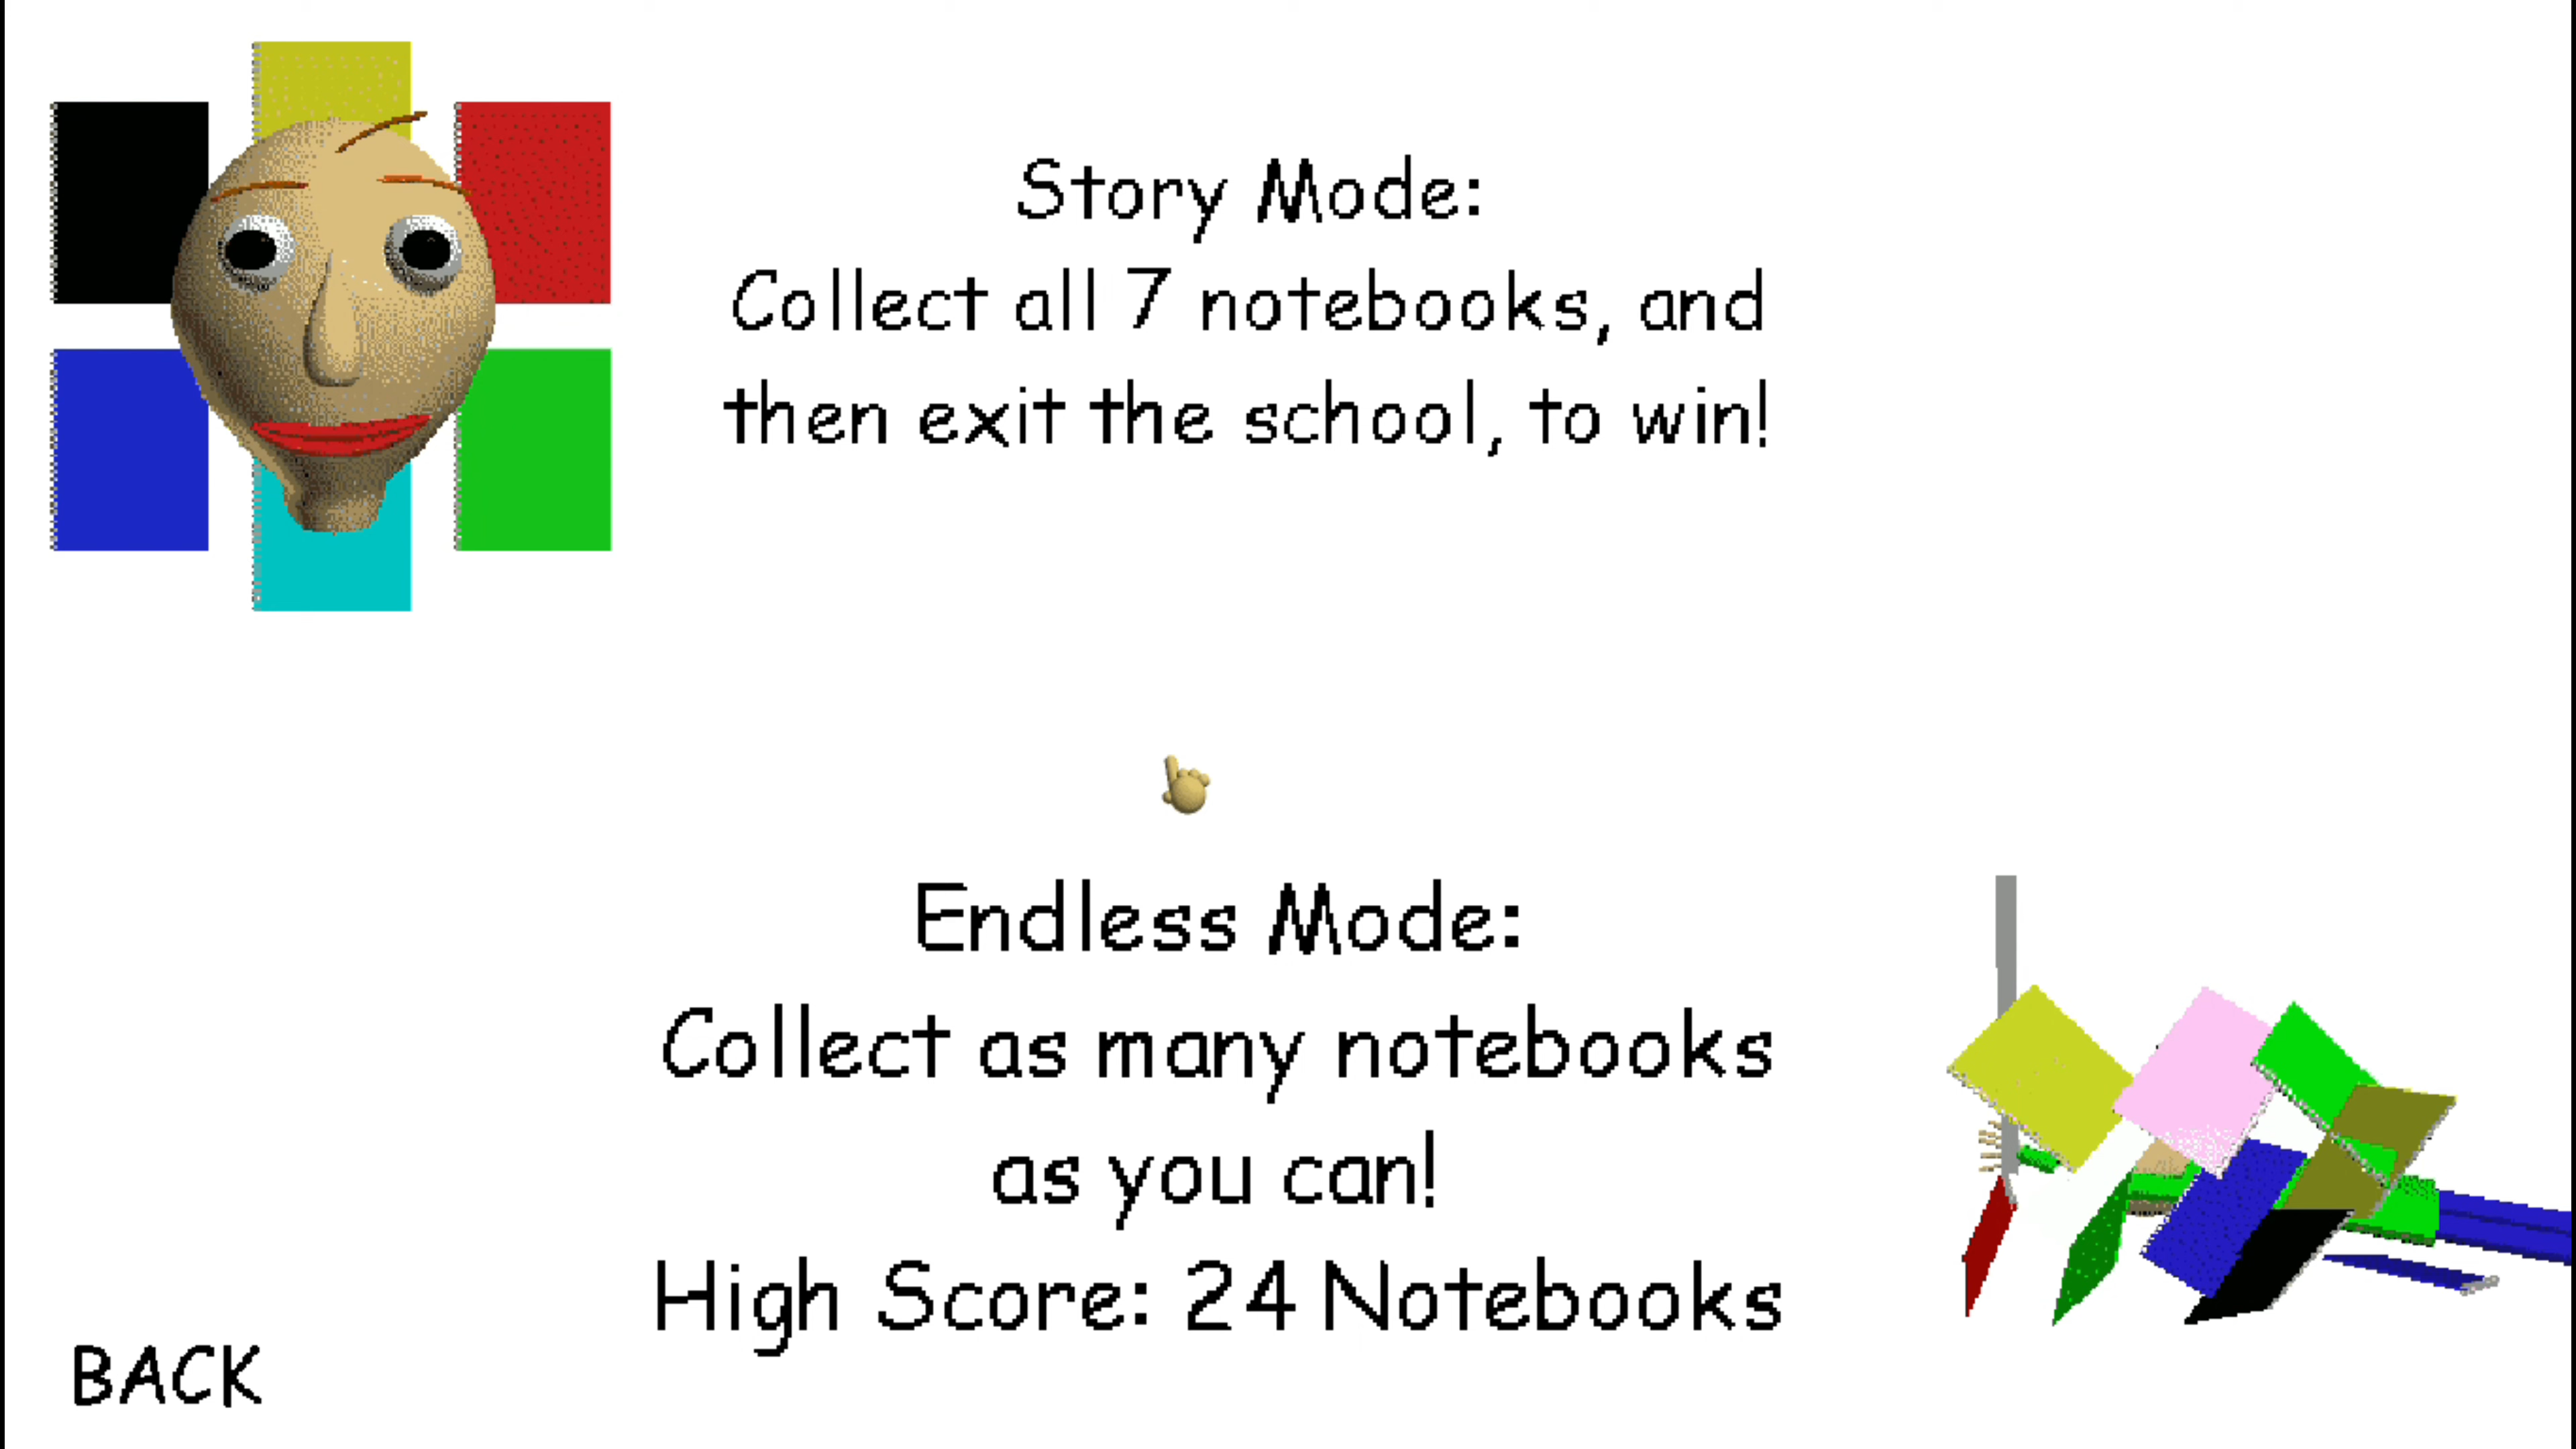 Story Mode:
Collect all 7 notebooks, and
then exit the school, to win!
Endless Mode:
Collect as many notebooks
as you can!
High Score: 24 Notebooks
BACK